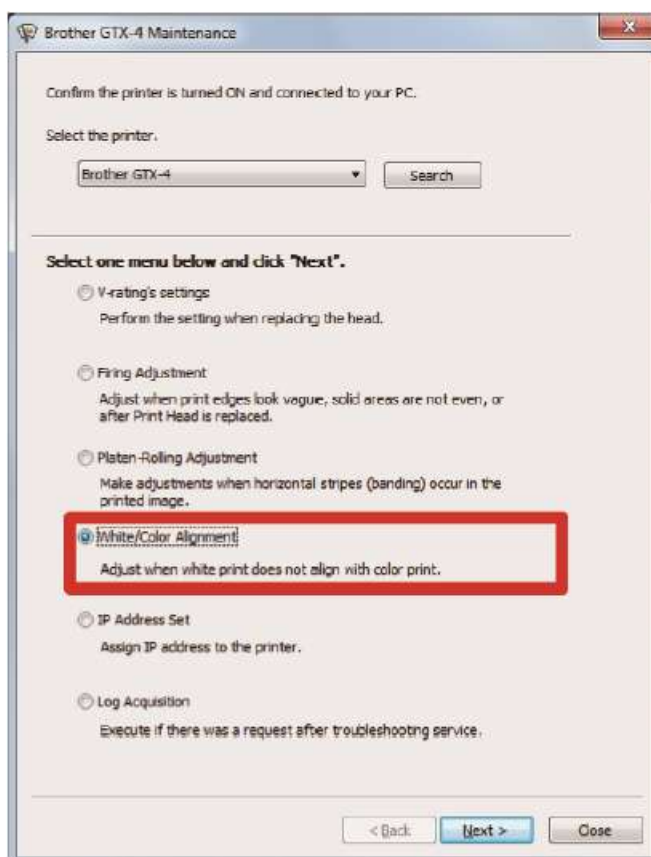 Brother GTX-4 Maintenance
Confirm the printer is turned ON and connected to your PC.
Select the printer.
Brother GTX-4
Search
Select one menu below and click "Next".
V-rating's settings
Perform the setting when replacing the head.
Firing Adjustment
Adjust when print edges look vague, solid areas are not even, or
after Print Head is replaced.
Platen-Rolling Adjustment
Make adjustments when horizontal stripes (banding) occur in the
printed image.
White/Color Alignment
Adjust when white print does not align with color print.
IP Address Set
Assign IP address to the printer.
Log Acquisition
Execute if there was a request after troubleshooting service.
< Back
Next >
Close